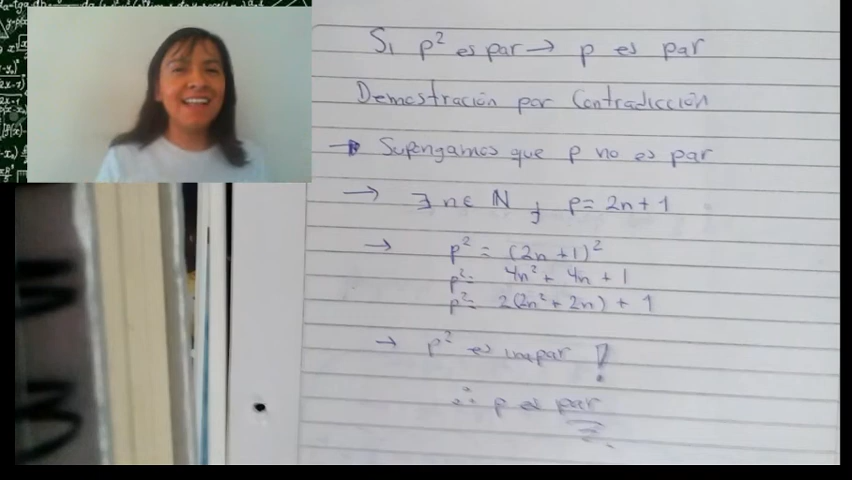 Si p² es par → p es par
Demostración por Contradicción
→ Supongamos que p no es par
→ ∃ n ∈ ℕ ∃ p = 2n + 1
→ p² = (2n + 1)²
p² = 4n² + 4n + 1
p² = 2(2n² + 2n) + 1
→ p² es impar !
∴ p es par